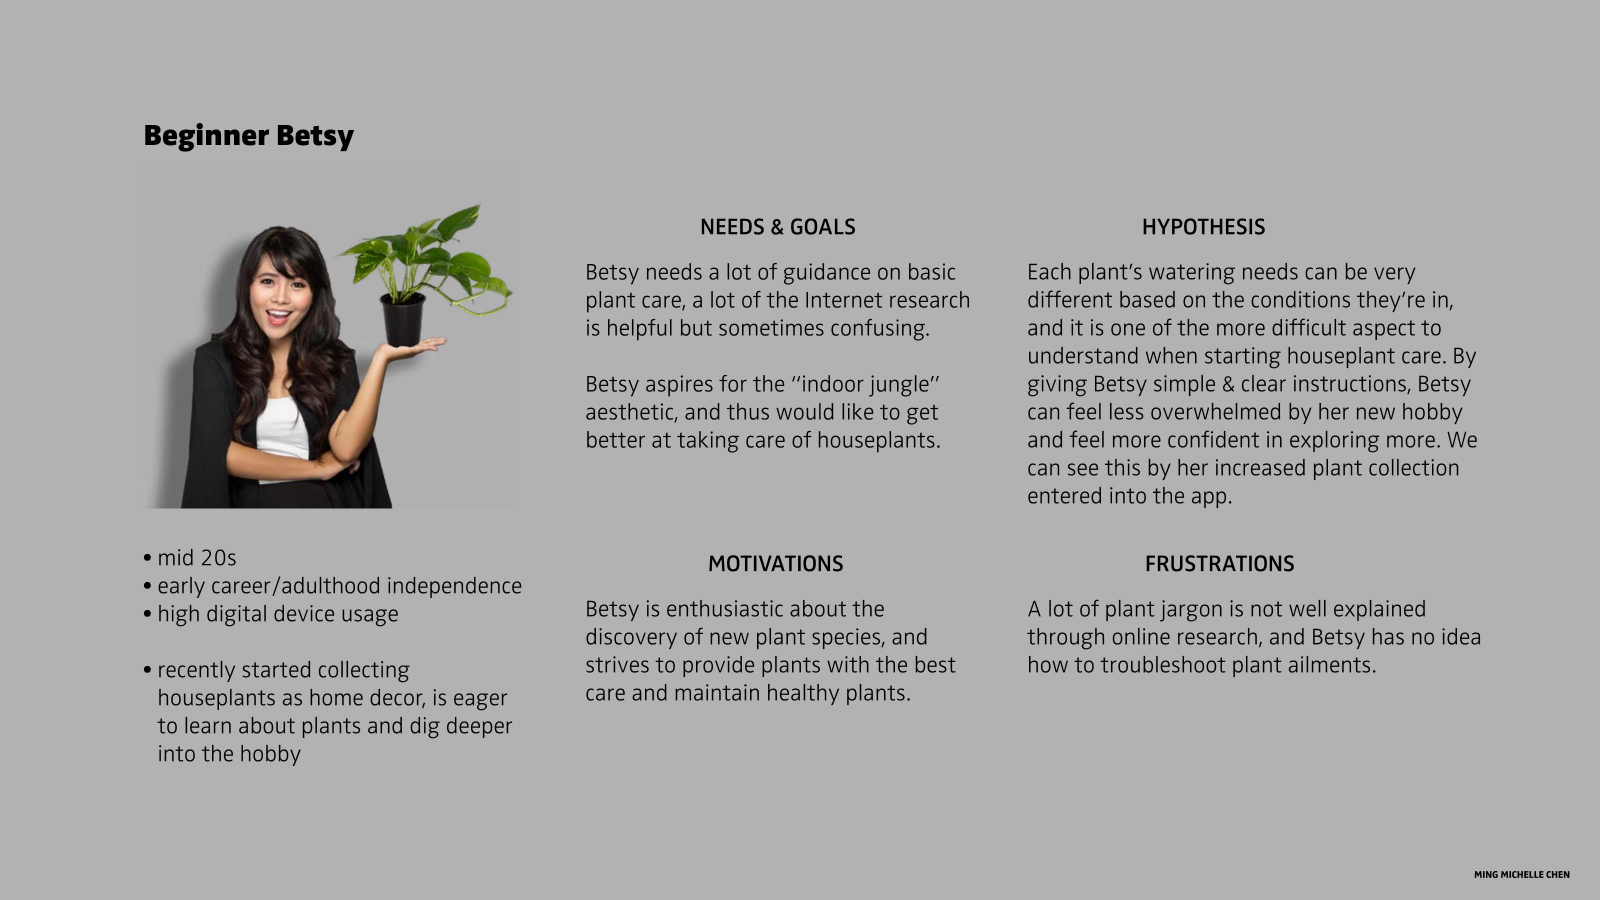 Beginner Betsy
• mid 20s
• early career/adulthood independence
• high digital device usage
• recently started collecting
houseplants as home decor, is eager
to learn about plants and dig deeper
into the hobby
NEEDS & GOALS
Betsy needs a lot of guidance on basic
plant care, a lot of the Internet research
is helpful but sometimes confusing.
Betsy aspires for the “indoor jungle”
aesthetic, and thus would like to get
better at taking care of houseplants.
MOTIVATIONS
Betsy is enthusiastic about the
discovery of new plant species, and
strives to provide plants with the best
care and maintain healthy plants.
HYPOTHESIS
Each plant’s watering needs can be very
different based on the conditions they’re in,
and it is one of the more difficult aspect to
understand when starting houseplant care. By
giving Betsy simple & clear instructions, Betsy
can feel less overwhelmed by her new hobby
and feel more confident in exploring more. We
can see this by her increased plant collection
entered into the app.
FRUSTRATIONS
A lot of plant jargon is not well explained
through online research, and Betsy has no idea
how to troubleshoot plant ailments.
MING MICHELLE CHEN